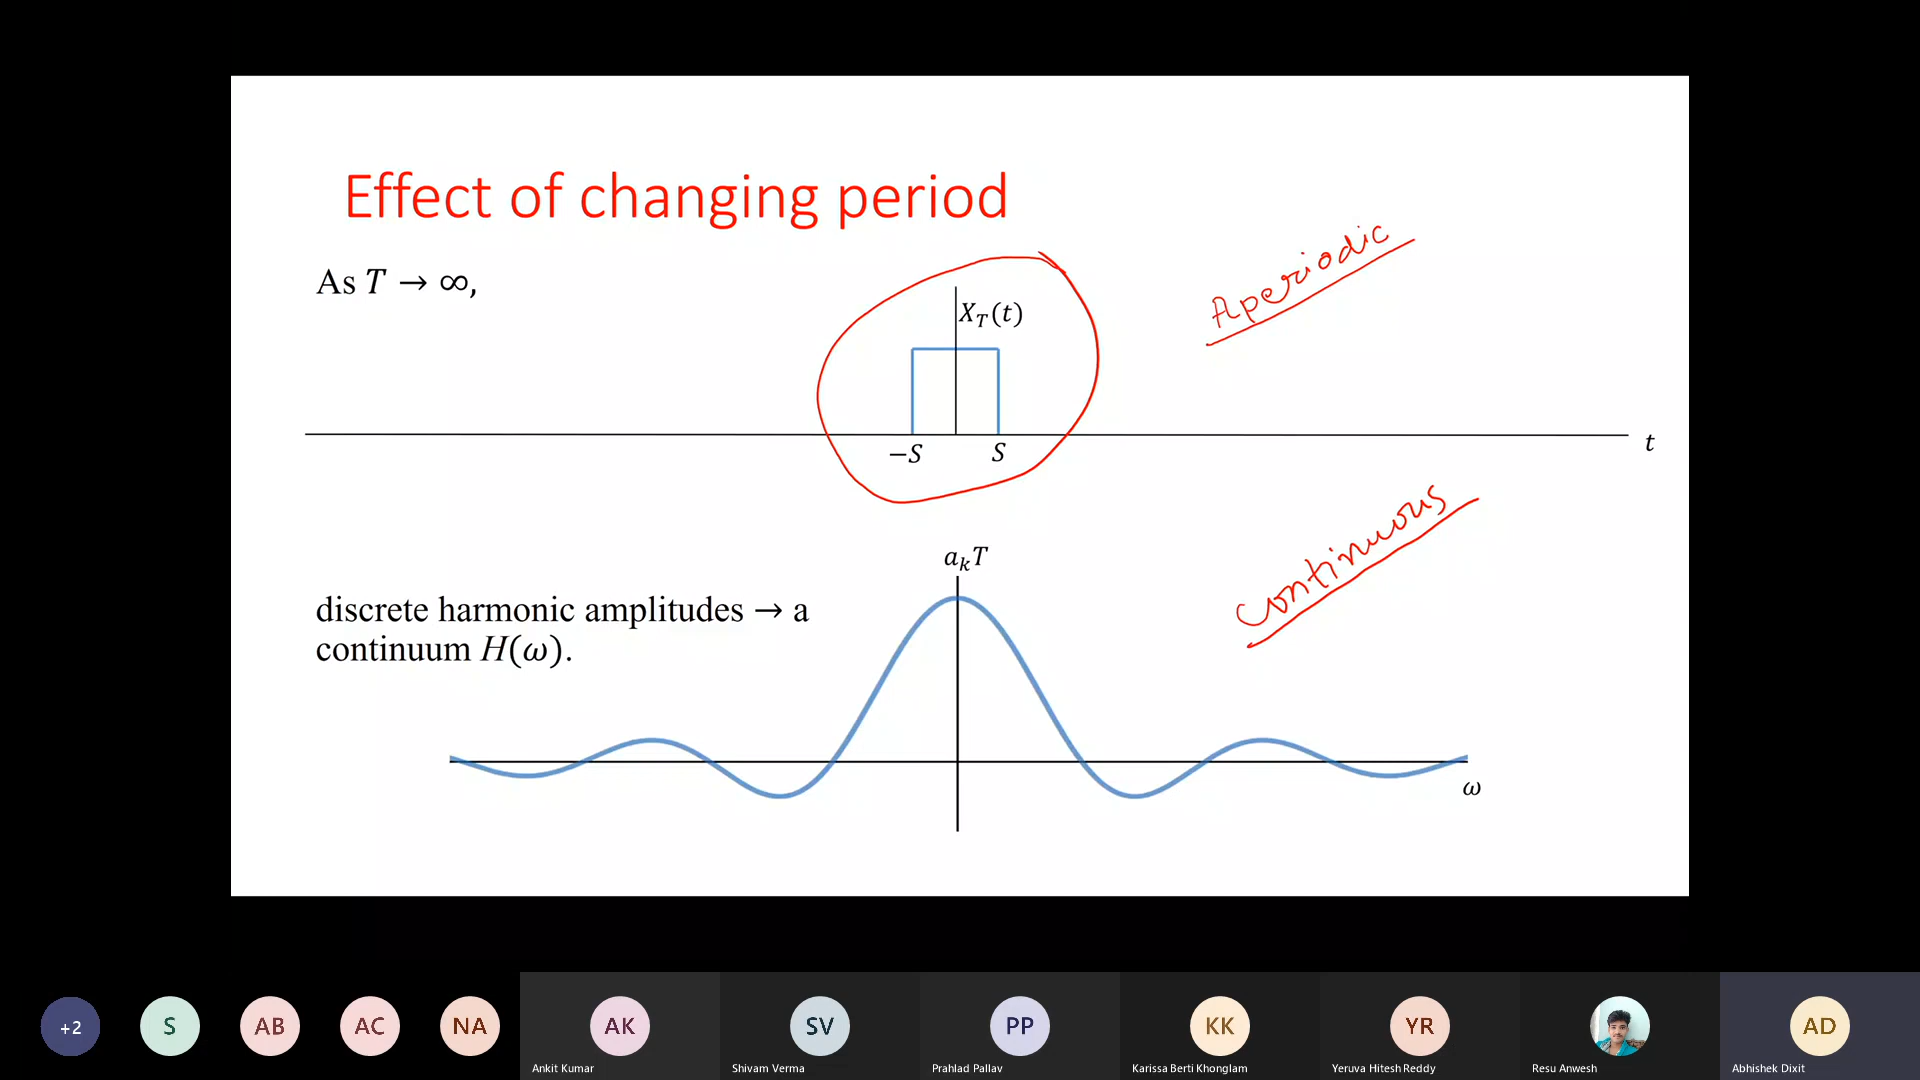 Effect of changing period
Aperiodic
As T → ∞,
X_T(t)
−S
S
t
continuous
a_kT
discrete harmonic amplitudes → a
continuum H(ω).
ω
+2
S
AB
AC
NA
AK
SV
PP
KK
YR
AD
Ankit Kumar
Shivam Verma
Prahlad Pallav
Karissa Berti Khonglam
Yeruva Hitesh Reddy
Resu Anwesh
Abhishek Dixit